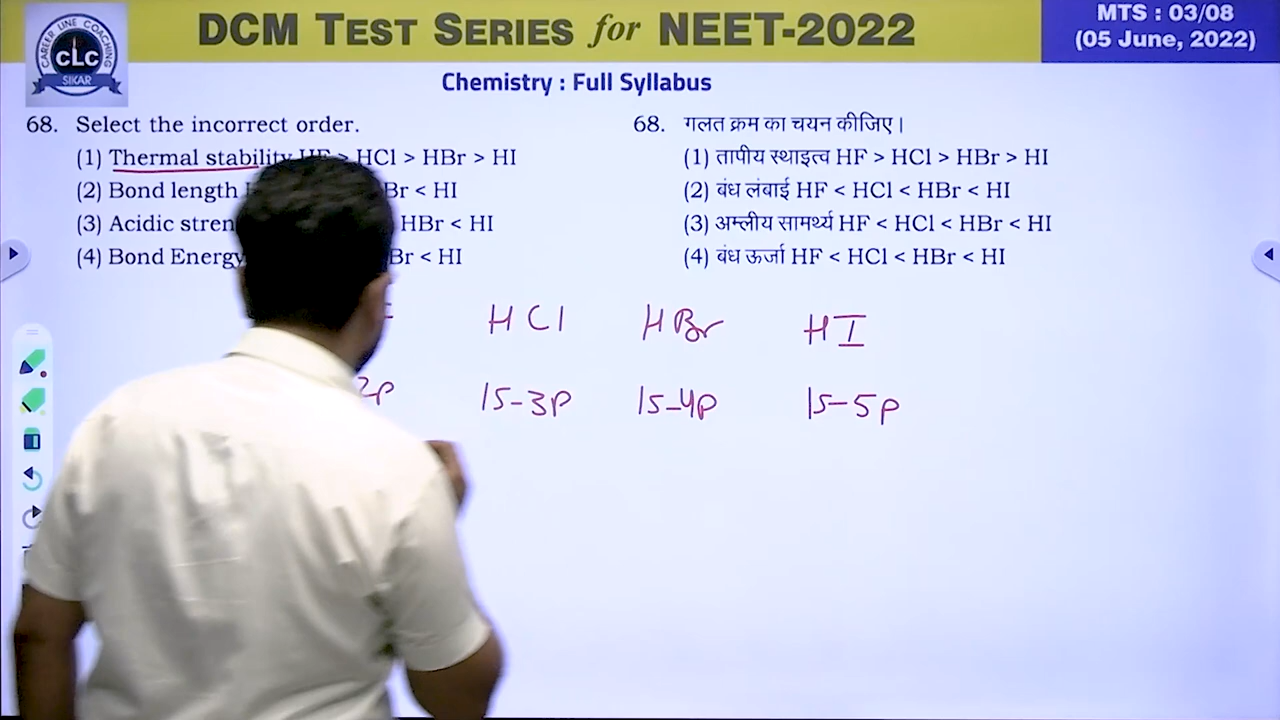 DCM TEST SERIES for NEET-2022
MTS : 03/08
(05 June, 2022)
CAREER LINE COACHING
CLC
SIKAR
Chemistry : Full Syllabus
68. Select the incorrect order.
(1) Thermal stability HF > HCl > HBr > HI
(2) Bond length Br < HI
(3) Acidic stren HBr < HI
(4) Bond Energy Br < HI
68. गलत क्रम का चयन कीजिए।
(1) तापीय स्थाइत्व HF > HCl > HBr > HI
(2) बंध लंबाई HF < HCl < HBr < HI
(3) अम्लीय सामर्थ्य HF < HCl < HBr < HI
(4) बंध ऊर्जा HF < HCl < HBr < HI
HCl HBr HI
2p 1s-3p 1s-4p 1s-5p